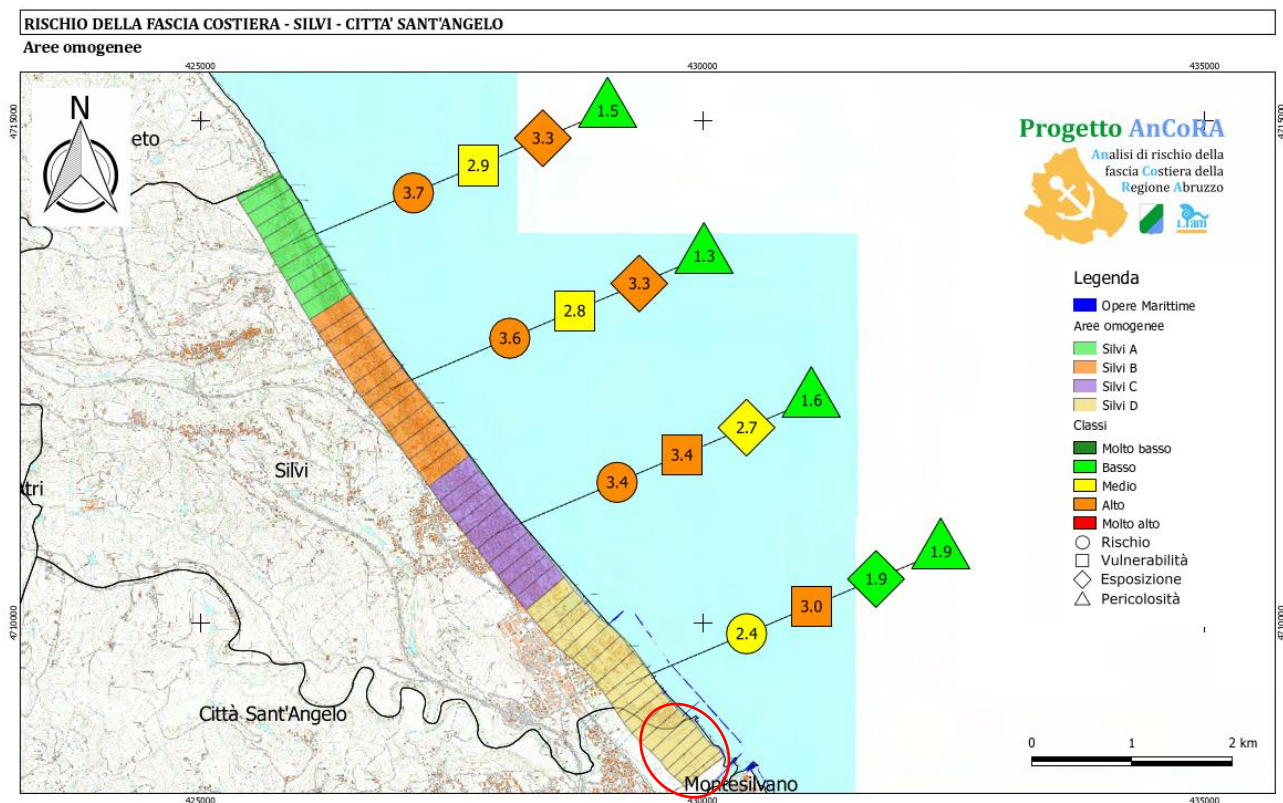 RISCHIO DELLA FASCIA COSTIERA - SILVI - CITTA' SANT'ANGELO
Aree omogenee
425000
430000
435000
4715000
4715000
N
eto
1.5
3.3
2.9
3.7
Progetto AnCoRA
Analisi di rischio della
fascia Costiera della
Regione Abruzzo
L.I.am
1.3
3.3
2.8
3.6
Legenda
Opere Marittime
Aree omogenee
Silvi A
Silvi B
Silvi C
Silvi D
Classi
Molto basso
Basso
Medio
Alto
Molto alto
Rischio
Vulnerabilità
Esposizione
Pericolosità
1.6
2.7
3.4
3.4
Silvi
tri
1.9
1.9
3.0
2.4
4710000
4710000
Città Sant'Angelo
Montesilvano
0 1 2 km
425000
430000
435000